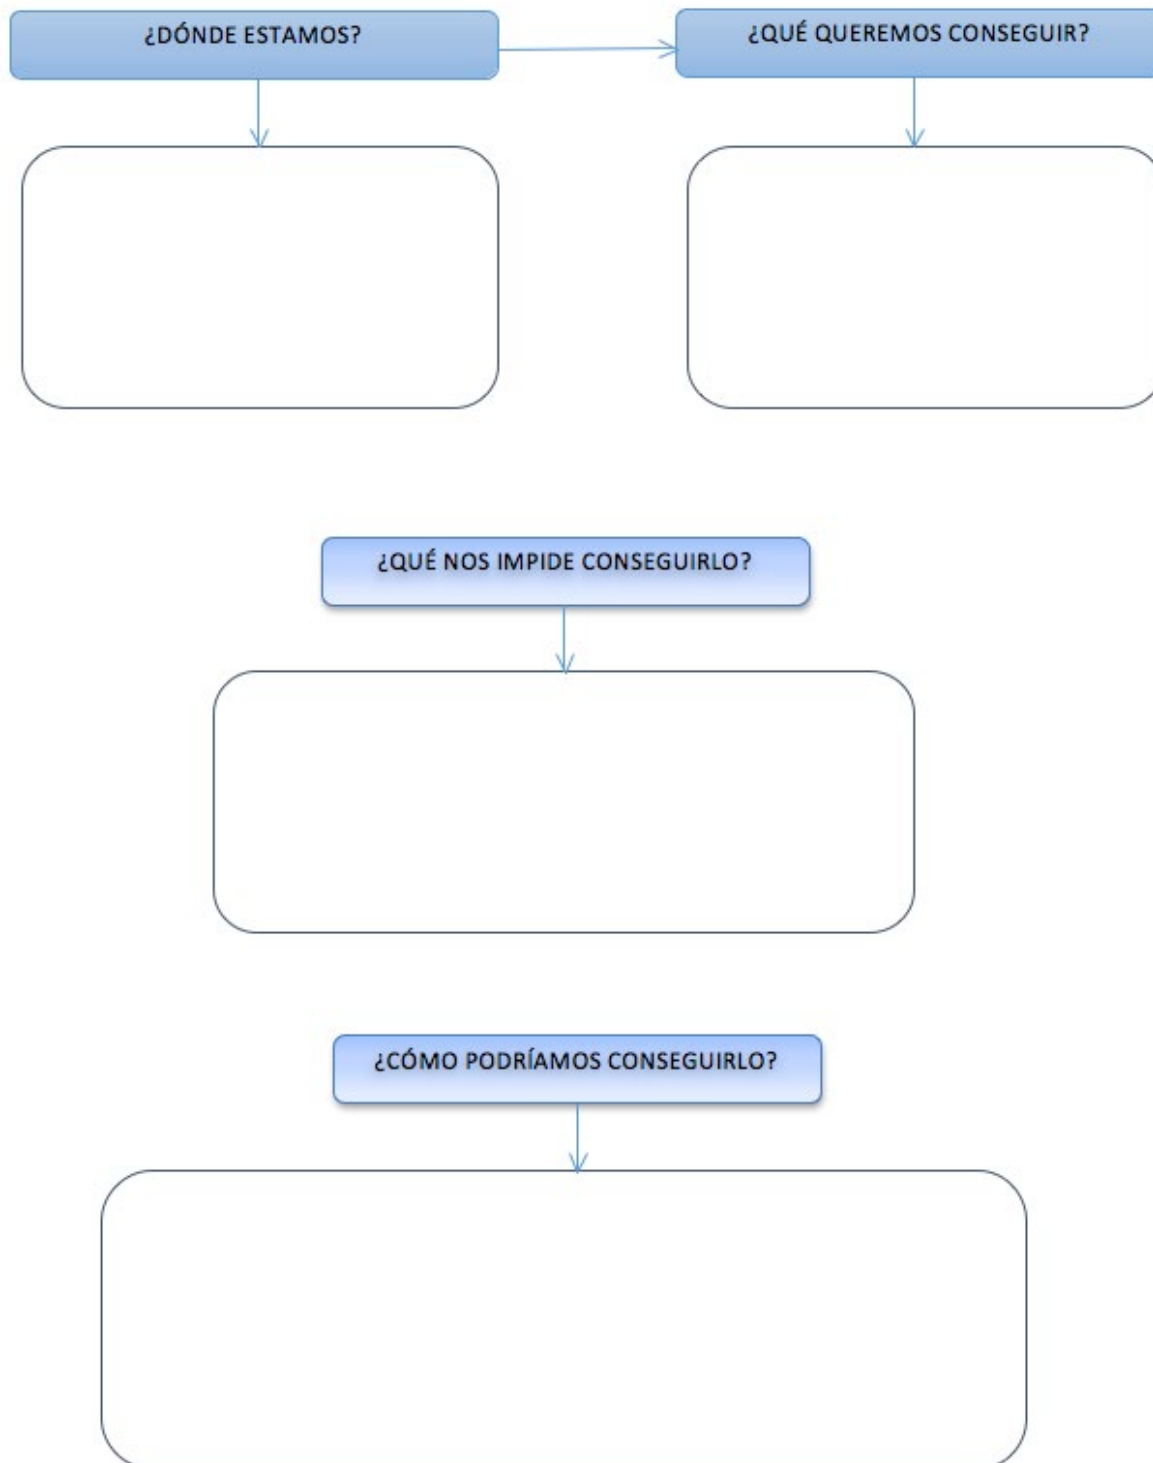 ¿DÓNDE ESTAMOS?
¿QUÉ QUEREMOS CONSEGUIR?
¿QUÉ NOS IMPIDE CONSEGUIRLO?
¿CÓMO PODRÍAMOS CONSEGUIRLO?